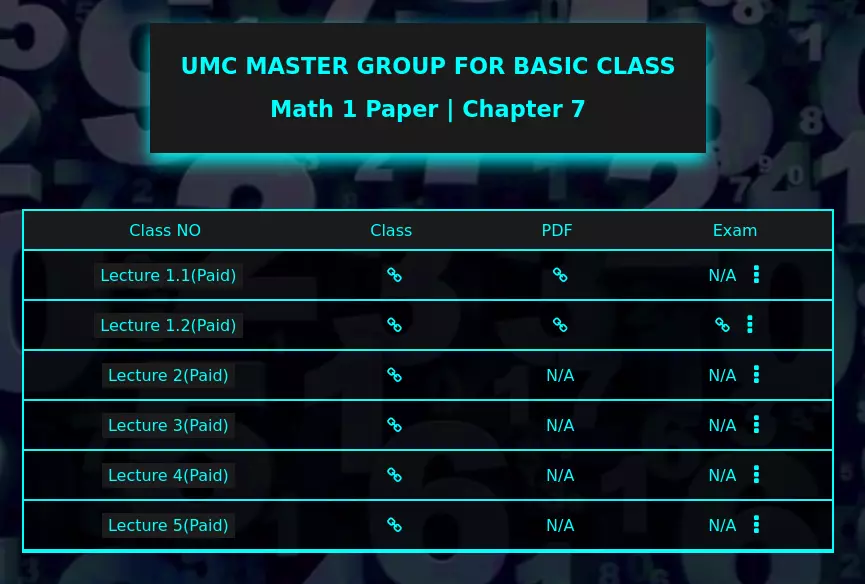 UMC MASTER GROUP FOR BASIC CLASS
Math 1 Paper | Chapter 7
Class NO Class PDF Exam
Lecture 1.1(Paid) N/A
Lecture 1.2(Paid)
Lecture 2(Paid) N/A N/A
Lecture 3(Paid) N/A N/A
Lecture 4(Paid) N/A N/A
Lecture 5(Paid) N/A N/A